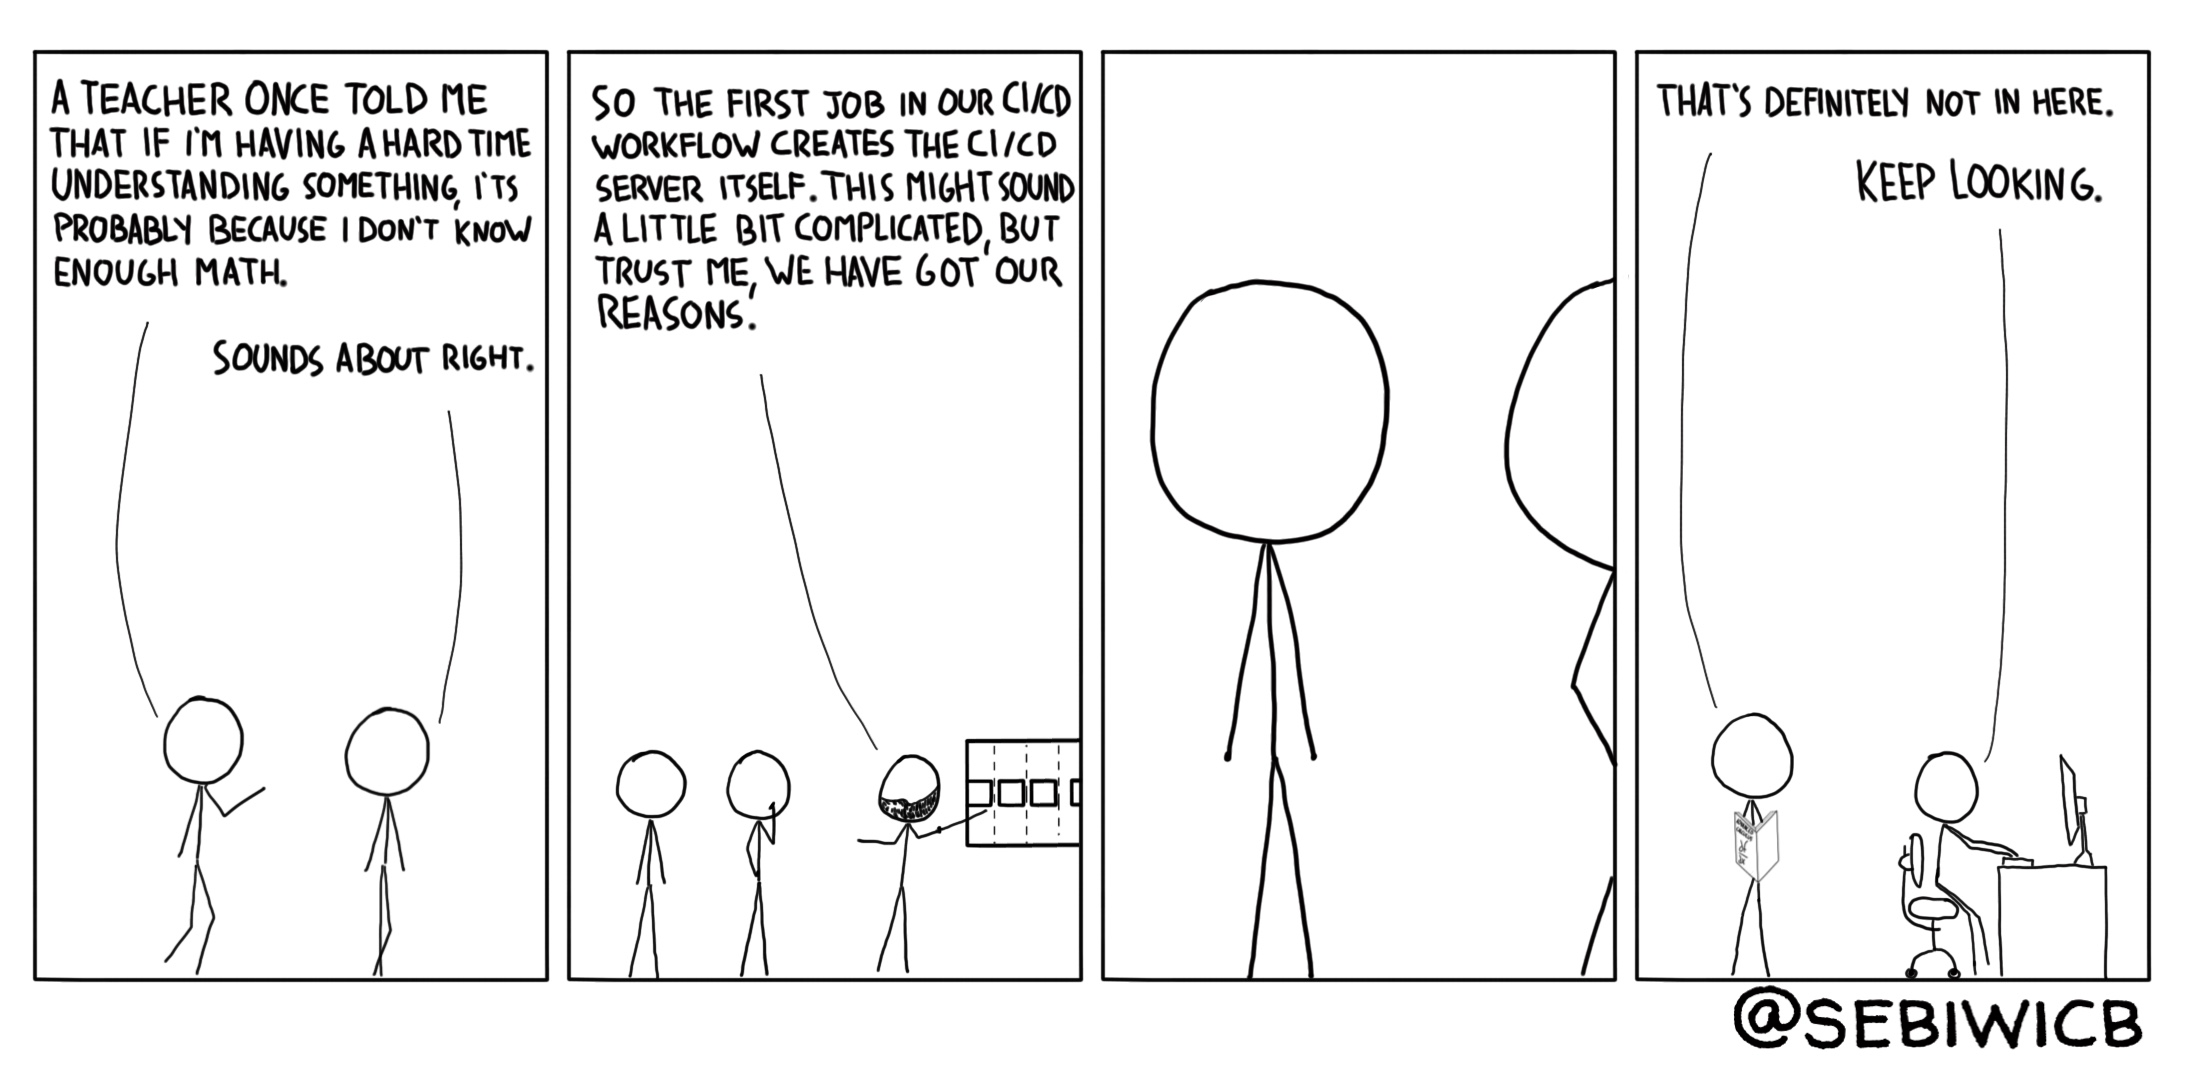 A TEACHER ONCE TOLD ME
THAT IF I'M HAVING A HARD TIME
UNDERSTANDING SOMETHING, I'TS
PROBABLY BECAUSE I DON'T KNOW
ENOUGH MATH.
SOUNDS ABOUT RIGHT.
SO THE FIRST JOB IN OUR CI/CD
WORKFLOW CREATES THE CI/CD
SERVER ITSELF. THIS MIGHT SOUND
A LITTLE BIT COMPLICATED, BUT
TRUST ME, WE HAVE GOT OUR
REASONS.
THAT'S DEFINITELY NOT IN HERE.
KEEP LOOKING.
@SEBIWICB